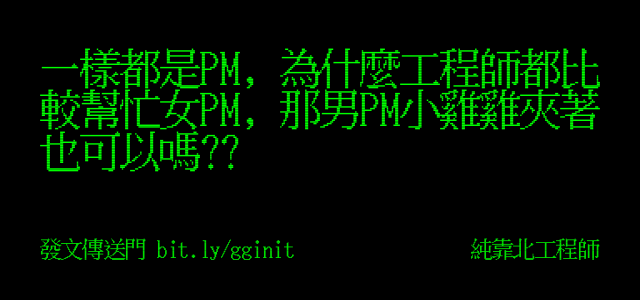 一樣都是PM, 為什麼工程師都比
較幫忙女PM, 那男PM小雞雞夾著
也可以嗎??
發文傳送門 bit.ly/gginit
純靠北工程師